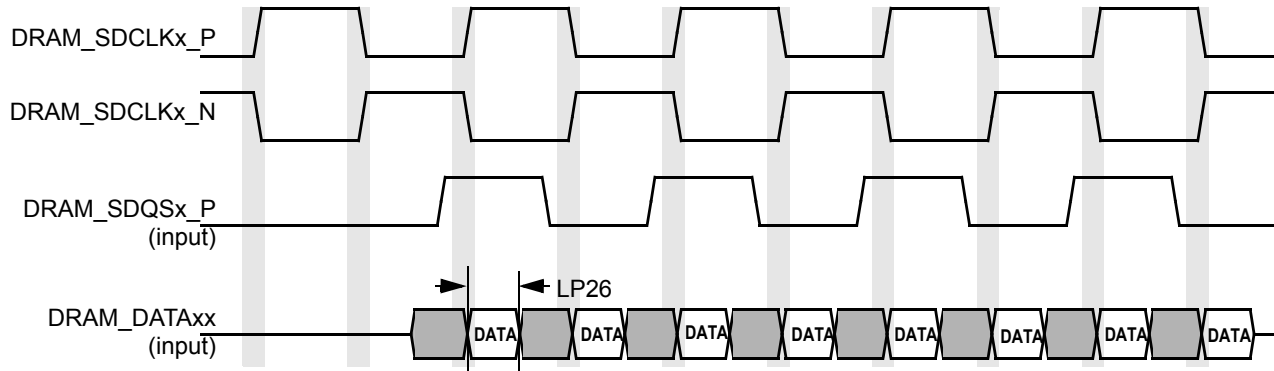 DRAM_SDCLKx_P
DRAM_SDCLKx_N
DRAM_SDQSx_P
(input)
LP26
DRAM_DATAxx
(input)
DATA DATA DATA DATA DATA DATA DATA DATA